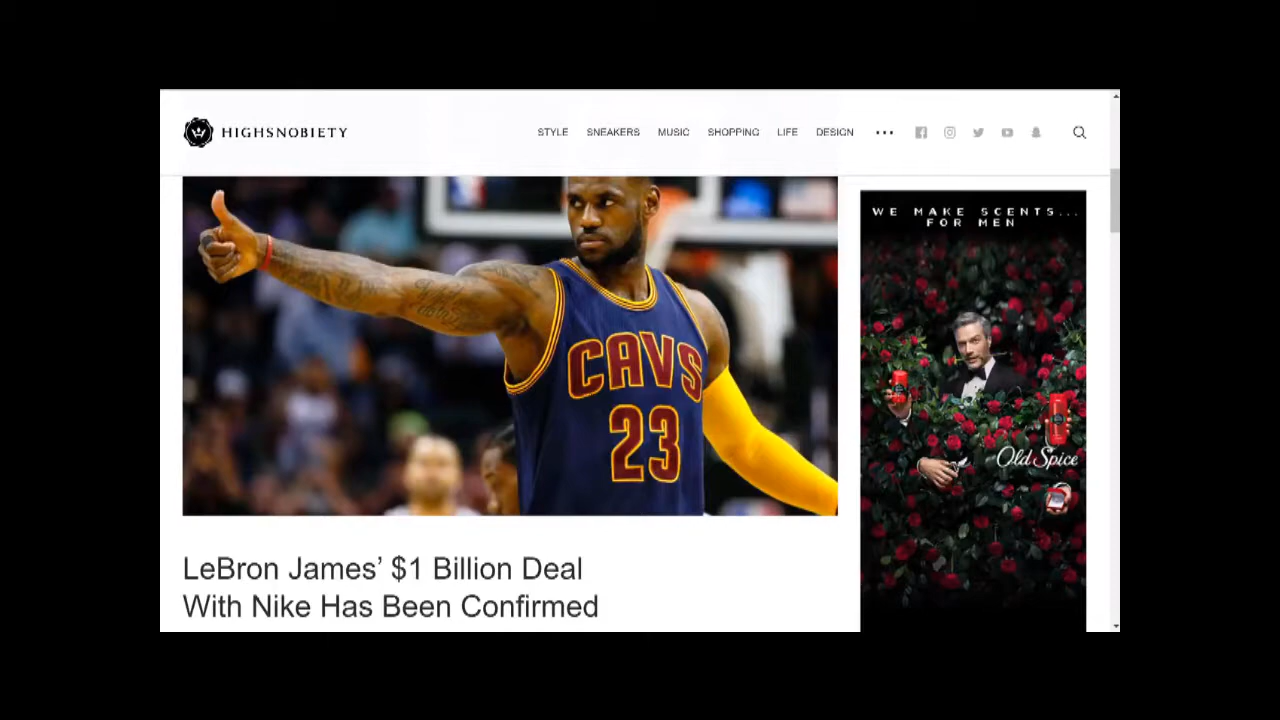 HIGHSNOBIETY
STYLE SNEAKERS MUSIC SHOPPING LIFE DESIGN
WE MAKE SCENTS...
FOR MEN
CAVS
23
Old Spice
LeBron James’ $1 Billion Deal
With Nike Has Been Confirmed